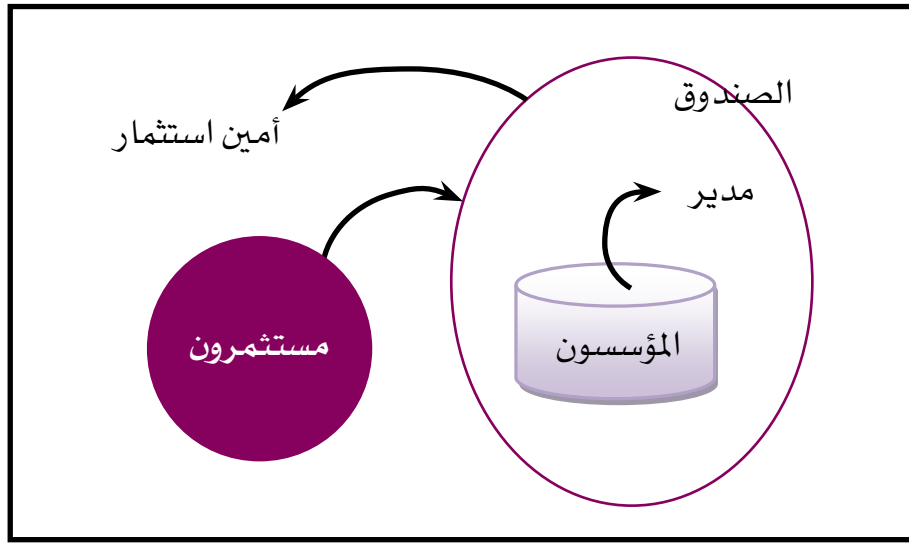 الصندوق
أمين استثمار
مدير
مستثمرون
المؤسسون